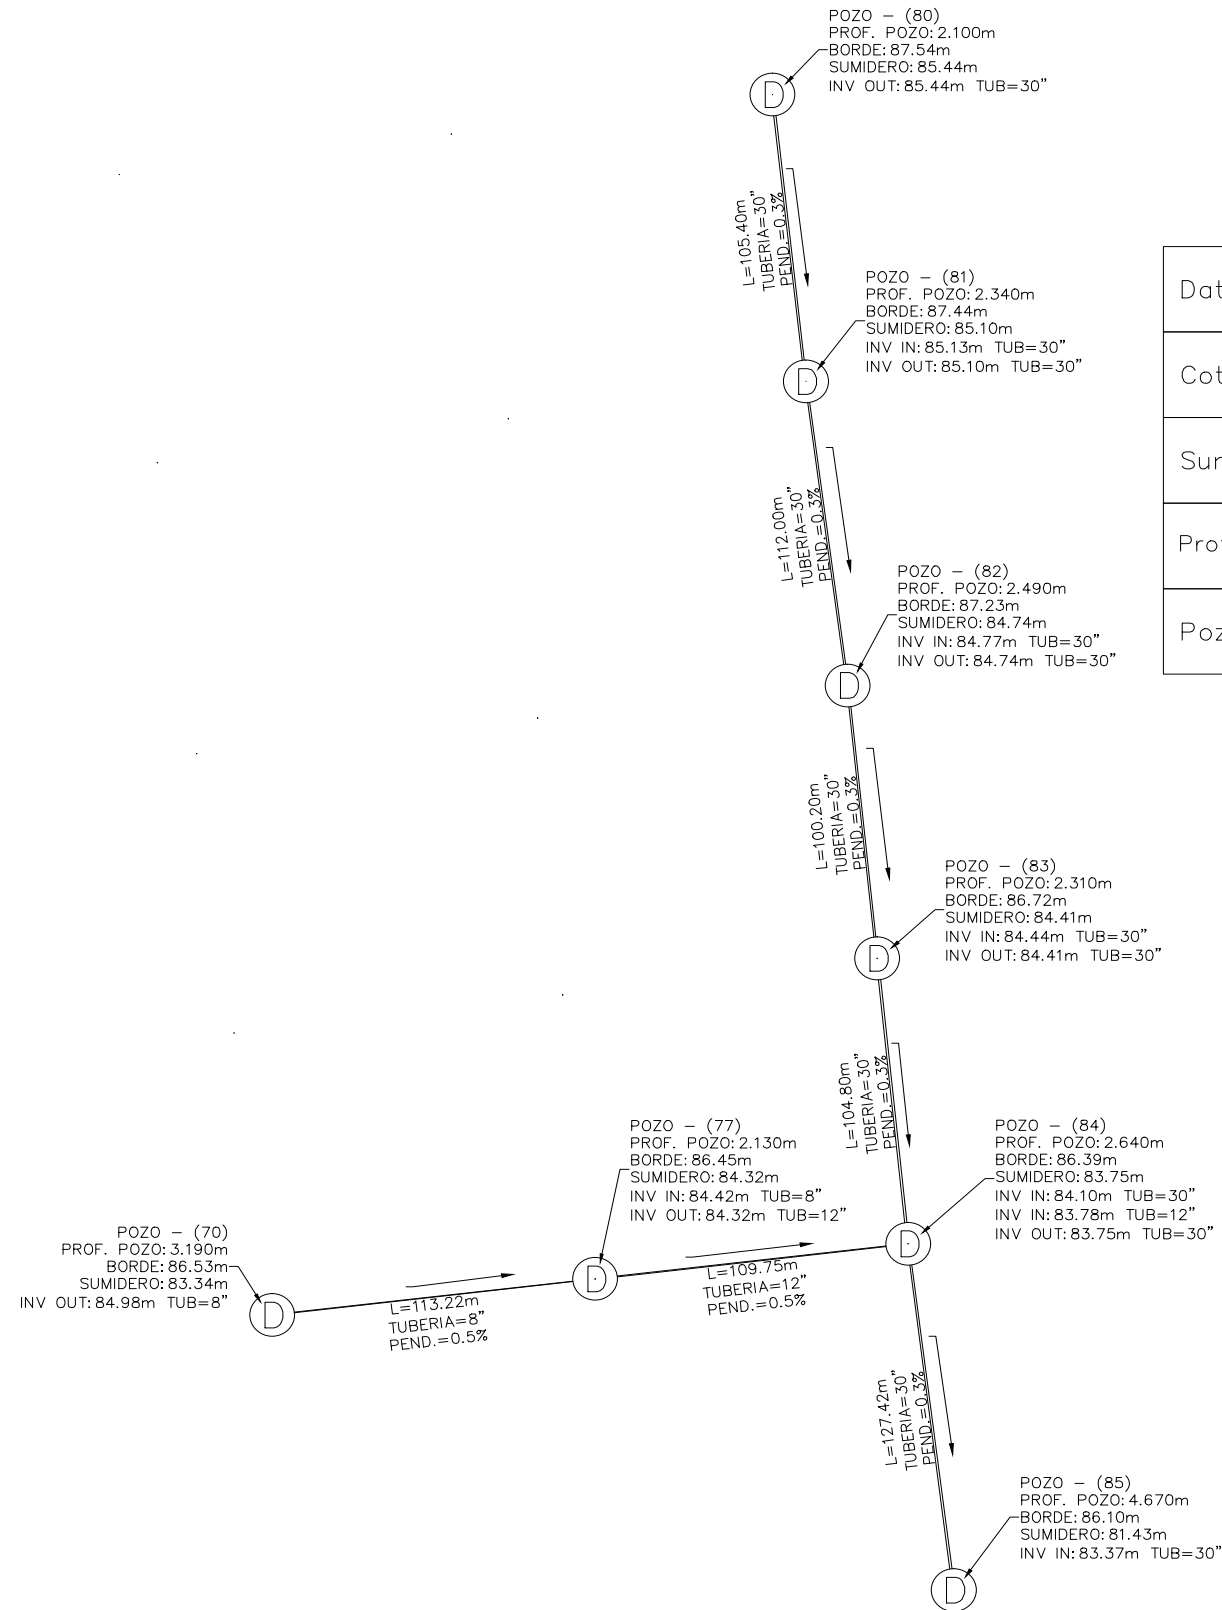 POZO - (80)
PROF. POZO: 2.100m
BORDE: 87.54m
SUMIDERO: 85.44m
INV OUT: 85.44m TUB=30"
D
L=105.40m
TUBERIA=30"
PEND.=0.3%
POZO - (81)
PROF. POZO: 2.340m
BORDE: 87.44m
SUMIDERO: 85.10m
INV IN: 85.13m TUB=30"
INV OUT: 85.10m TUB=30"
D
L=112.00m
TUBERIA=30"
PEND.=0.3%
POZO - (82)
PROF. POZO: 2.490m
BORDE: 87.23m
SUMIDERO: 84.74m
INV IN: 84.77m TUB=30"
INV OUT: 84.74m TUB=30"
D
L=100.20m
TUBERIA=30"
PEND.=0.3%
POZO - (83)
PROF. POZO: 2.310m
BORDE: 86.72m
SUMIDERO: 84.41m
INV IN: 84.44m TUB=30"
INV OUT: 84.41m TUB=30"
D
L=104.80m
TUBERIA=30"
PEND.=0.3%
POZO - (84)
PROF. POZO: 2.640m
BORDE: 86.39m
SUMIDERO: 83.75m
INV IN: 84.10m TUB=30"
INV IN: 83.78m TUB=12"
INV OUT: 83.75m TUB=30"
D
POZO - (77)
PROF. POZO: 2.130m
BORDE: 86.45m
SUMIDERO: 84.32m
INV IN: 84.42m TUB=8"
INV OUT: 84.32m TUB=12"
D
L=109.75m
TUBERIA=12"
PEND.=0.5%
POZO - (70)
PROF. POZO: 3.190m
BORDE: 86.53m
SUMIDERO: 83.34m
INV OUT: 84.98m TUB=8"
D
L=113.22m
TUBERIA=8"
PEND.=0.5%
L=127.42m
TUBERIA=30"
PEND.=0.3%
POZO - (85)
PROF. POZO: 4.670m
BORDE: 86.10m
SUMIDERO: 81.43m
INV IN: 83.37m TUB=30"
D
Dat
Cot
Poz